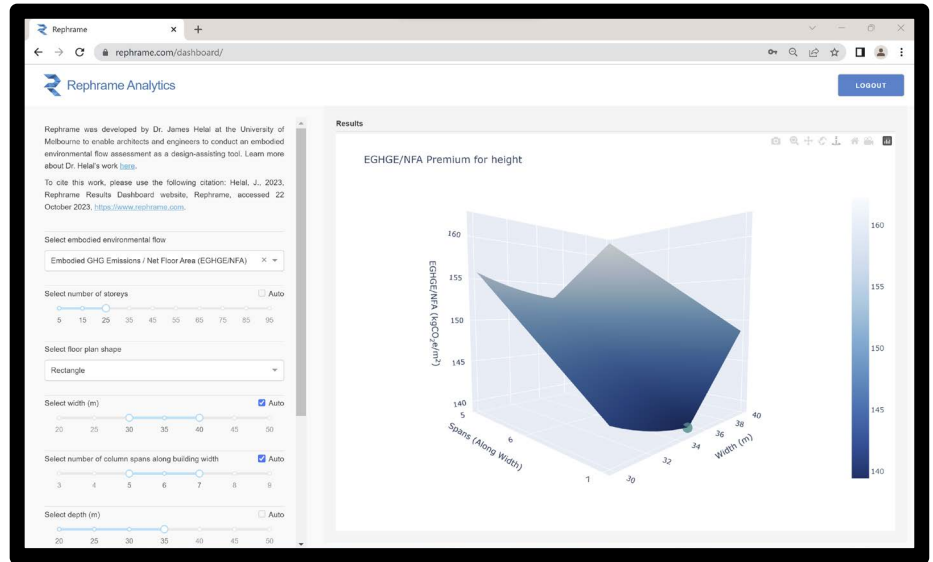 Rephrame
rephrame.com/dashboard/
Rephrame Analytics
LOGOUT
Rephrame was developed by Dr. James Helal at the University of
Melbourne to enable architects and engineers to conduct an embodied
environmental flow assessment as a design-assisting tool. Learn more
about Dr. Helal's work here.
To cite this work, please use the following citation: Helal, J., 2023,
Rephrame Results Dashboard website, Rephrame, accessed 22
October 2023, https://www.rephrame.com.
Select embodied environmental flow
Embodied GHG Emissions / Net Floor Area (EGHGE/NFA)
Select number of storeys
Auto
5 15 25 35 45 55 65 75 85 95
Select floor plan shape
Rectangle
Select width (m)
Auto
20 25 30 35 40 45 50
Select number of column spans along building width
Auto
3 4 5 6 7 8 9
Select depth (m)
Auto
20 25 30 35 40 45 50
Results
EGHGE/NFA Premium for height
160
155
150
145
140
EGHGE/NFA (kgCO₂e/m²)
5
6
7
Spans (Along Width)
30
32
34
36
38
40
Width (m)
160
155
150
145
140